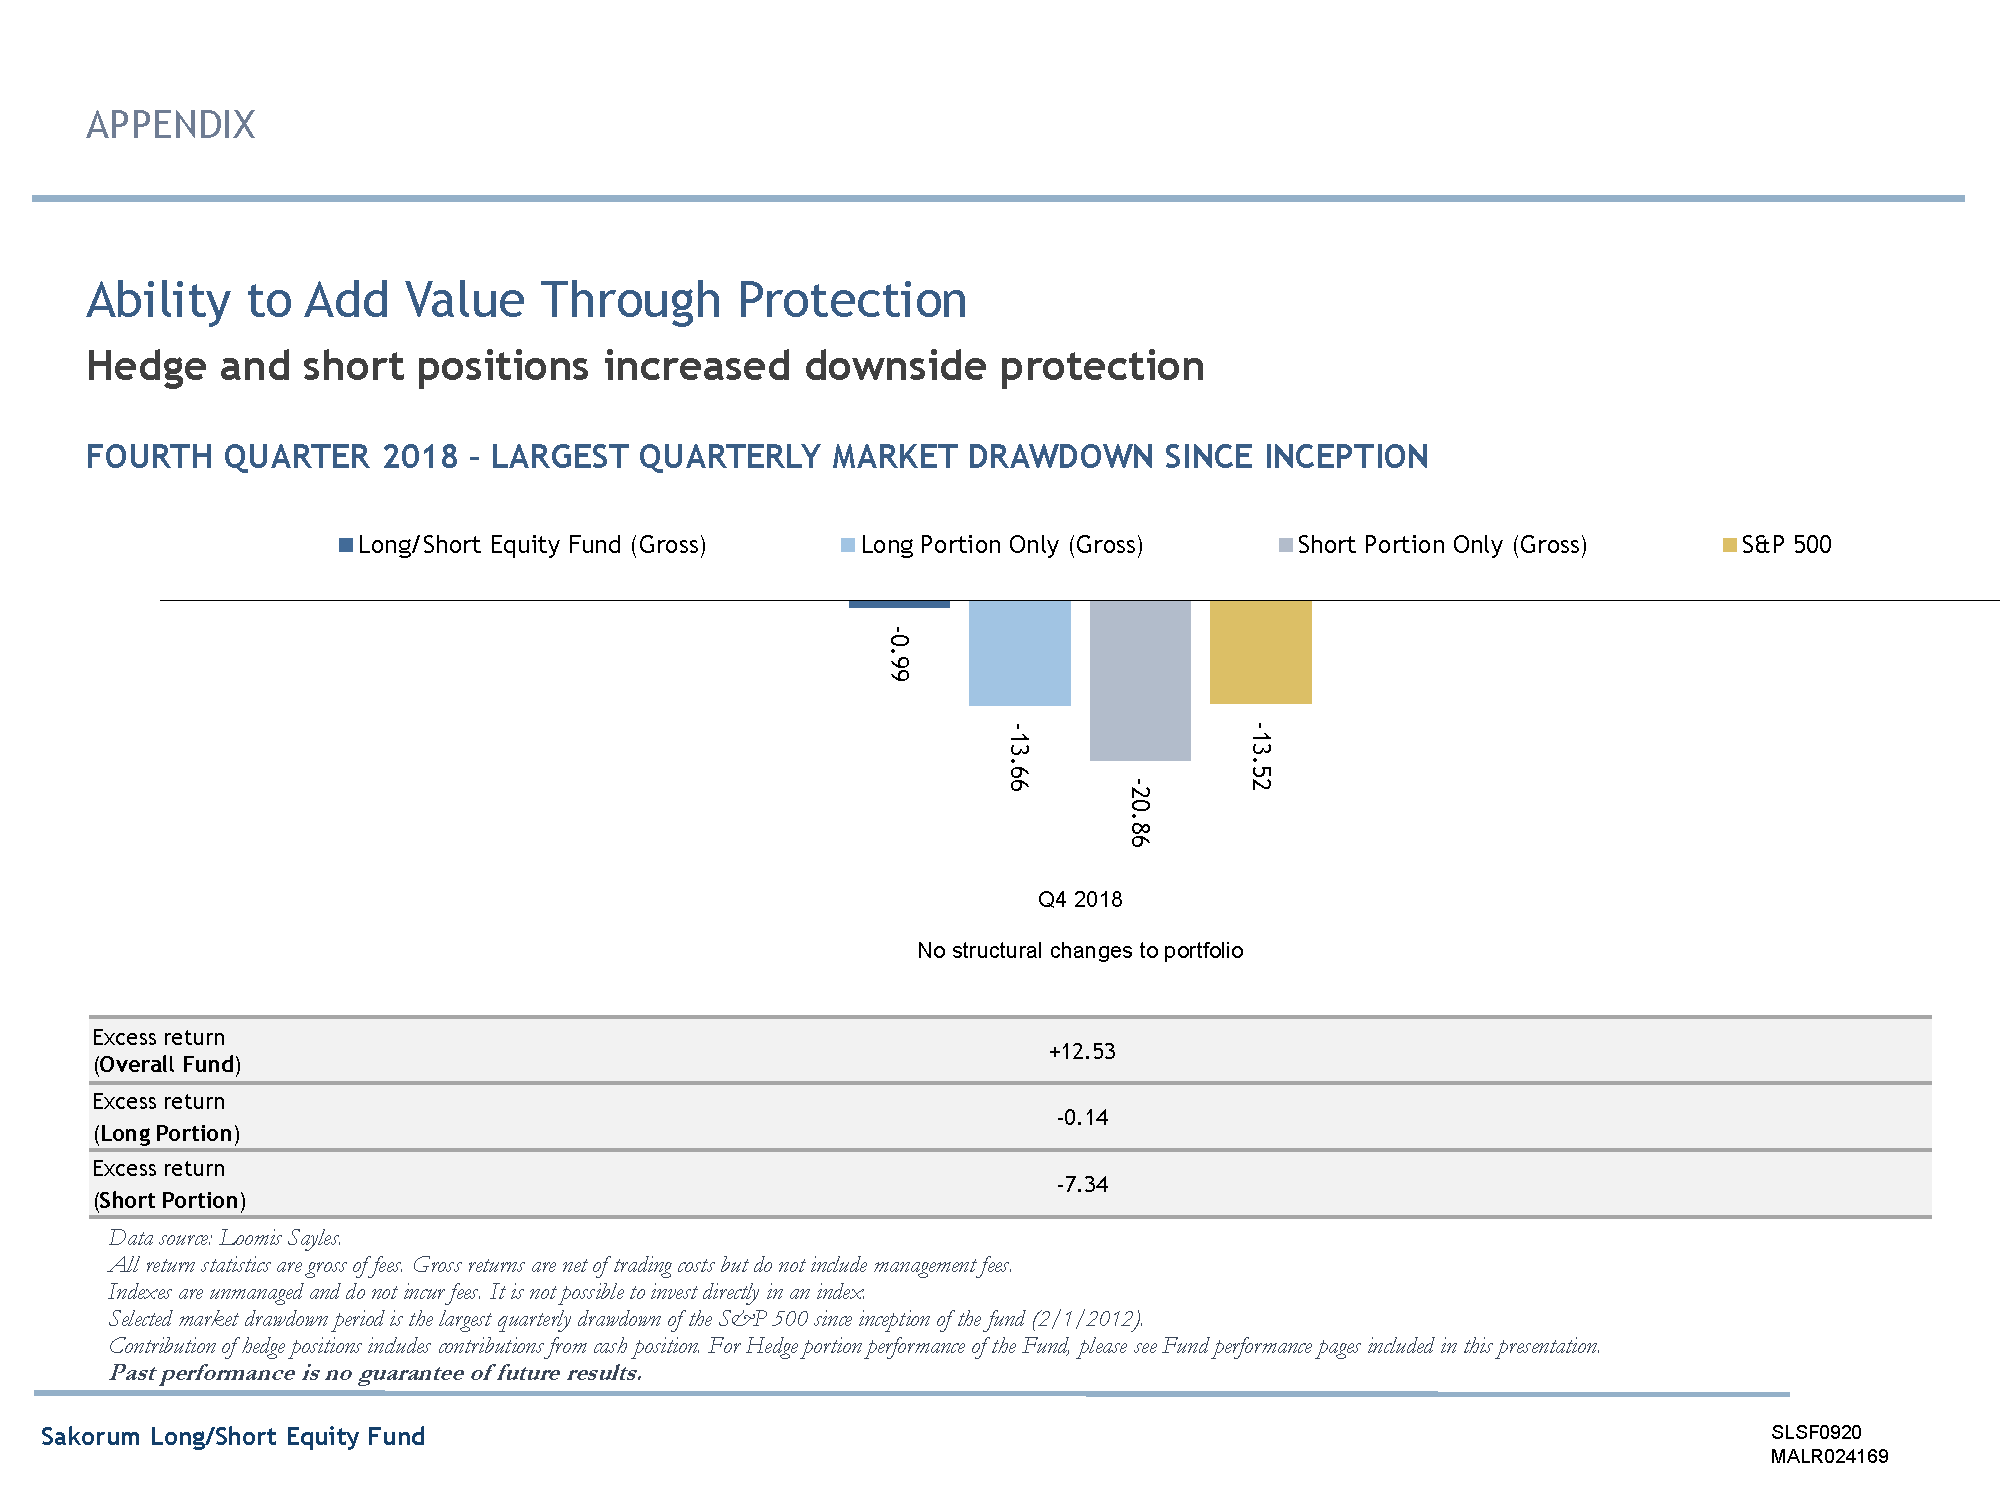 APPENDIX
Ability to Add Value Through Protection
Hedge and short positions increased downside protection
FOURTH QUARTER 2018 – LARGEST QUARTERLY MARKET DRAWDOWN SINCE INCEPTION
Long/Short Equity Fund (Gross) Long Portion Only (Gross) Short Portion Only (Gross) S&P 500
-0.99
-13.66
-20.86
-13.52
Q4 2018
No structural changes to portfolio
Excess return
(Overall Fund)
+12.53
Excess return
(Long Portion)
-0.14
Excess return
(Short Portion)
-7.34
Data source: Loomis Sayles.
All return statistics are gross of fees. Gross returns are net of trading costs but do not include management fees.
Indexes are unmanaged and do not incur fees. It is not possible to invest directly in an index.
Selected market drawdown period is the largest quarterly drawdown of the S&P 500 since inception of the fund (2/1/2012).
Contribution of hedge positions includes contributions from cash position. For Hedge portion performance of the Fund, please see Fund performance pages included in this presentation.
Past performance is no guarantee of future results.
Sakorum Long/Short Equity Fund
SLSF0920
MALR024169